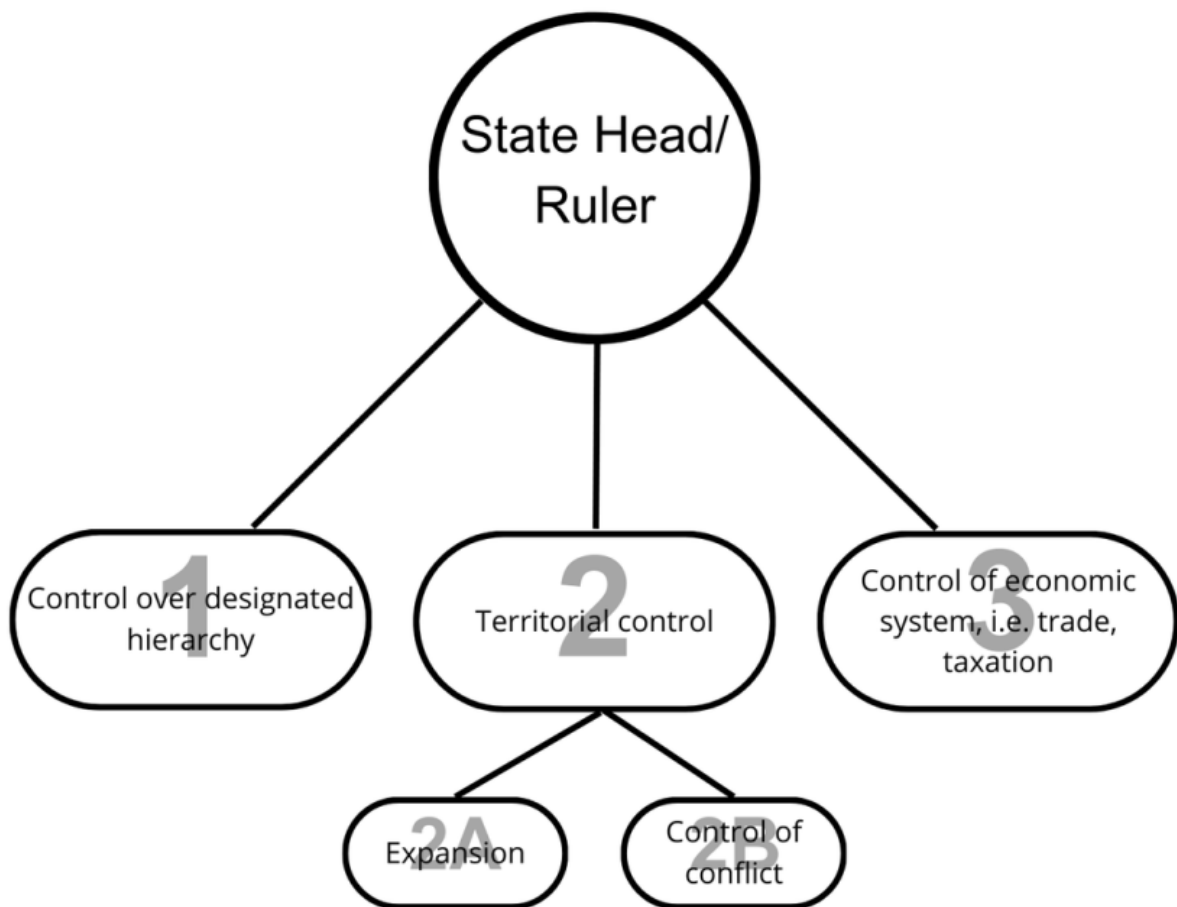 State Head/
Ruler
1
Control over designated
hierarchy
2
Territorial control
3
Control of economic
system, i.e. trade,
taxation
2A
Expansion
2B
Control of
conflict